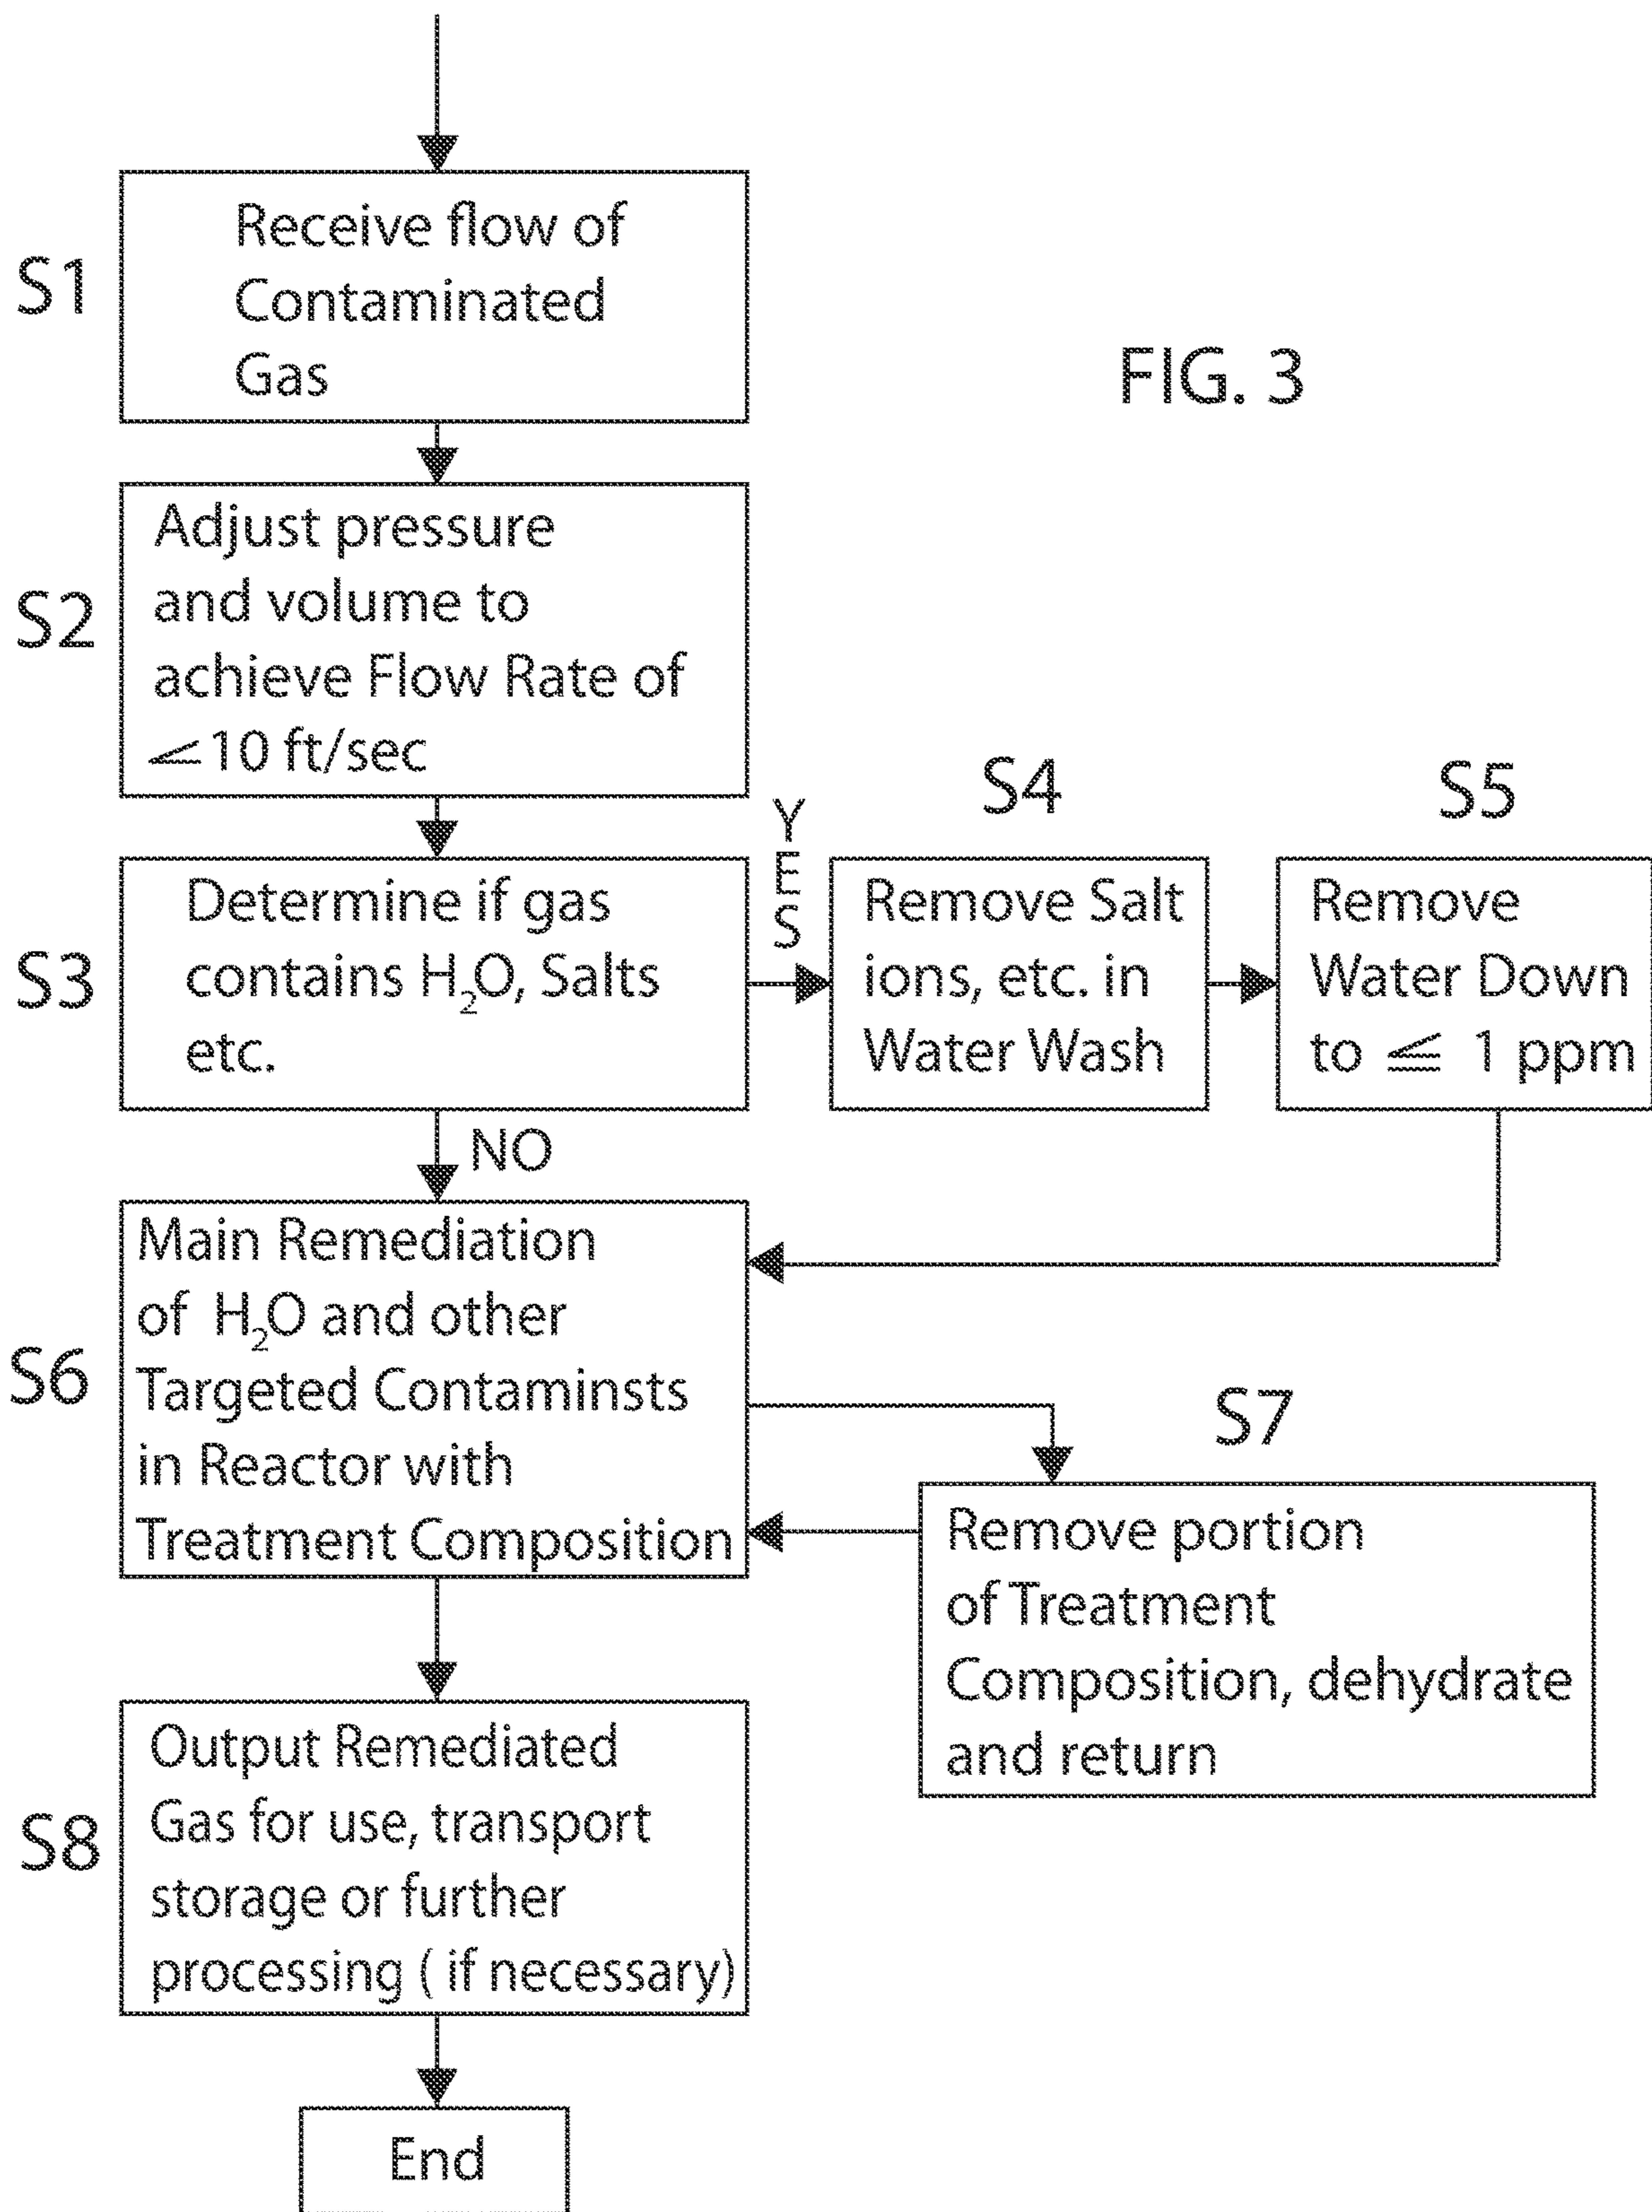 S1
Receive flow of
Contaminated
Gas
FIG. 3
S2
Adjust pressure
and volume to
achieve Flow Rate of
≤10 ft/sec
S3
Determine if gas
contains H₂O, Salts
etc.
YES
S4
Remove Salt
ions, etc. in
Water Wash
S5
Remove
Water Down
to ≦ 1 ppm
NO
S6
Main Remediation
of H₂O and other
Targeted Contaminsts
in Reactor with
Treatment Composition
S7
Remove portion
of Treatment
Composition, dehydrate
and return
S8
Output Remediated
Gas for use, transport
storage or further
processing ( if necessary)
End